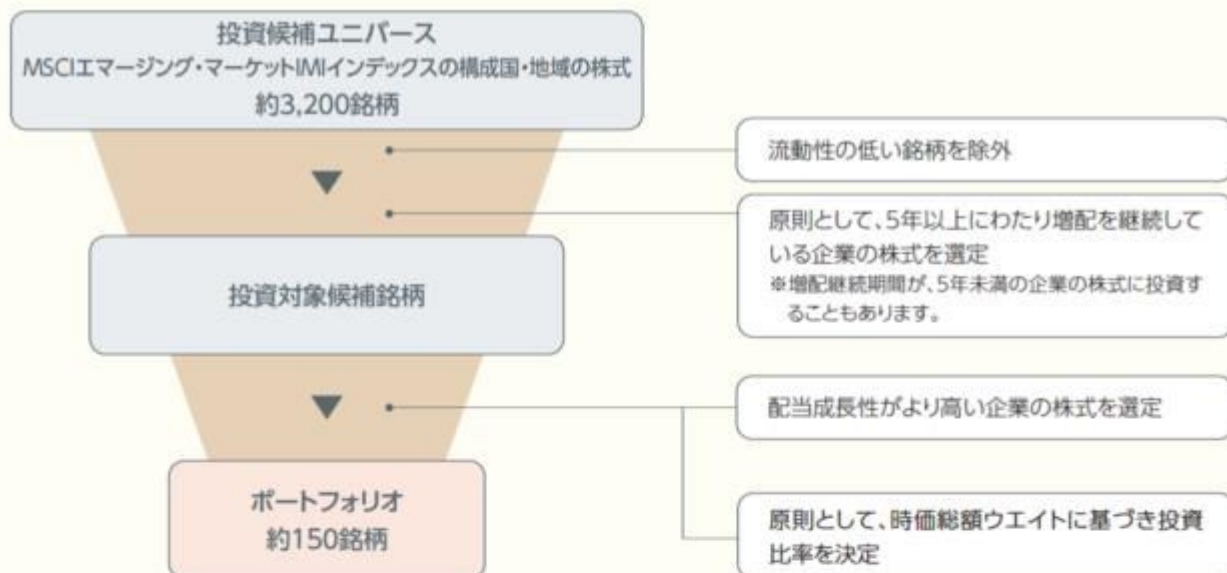 投資候補ユニバース
MSCIエマージング・マーケットIMIインデックスの構成国・地域の株式
約3,200銘柄
流動性の低い銘柄を除外
原則として、5年以上にわたり増配を継続して
いる企業の株式を選定
※増配継続期間が、5年未満の企業の株式に投資す
ることもあります。
投資対象候補銘柄
配当成長性がより高い企業の株式を選定
ポートフォリオ
約150銘柄
原則として、時価総額ウエイトに基づき投資
比率を決定